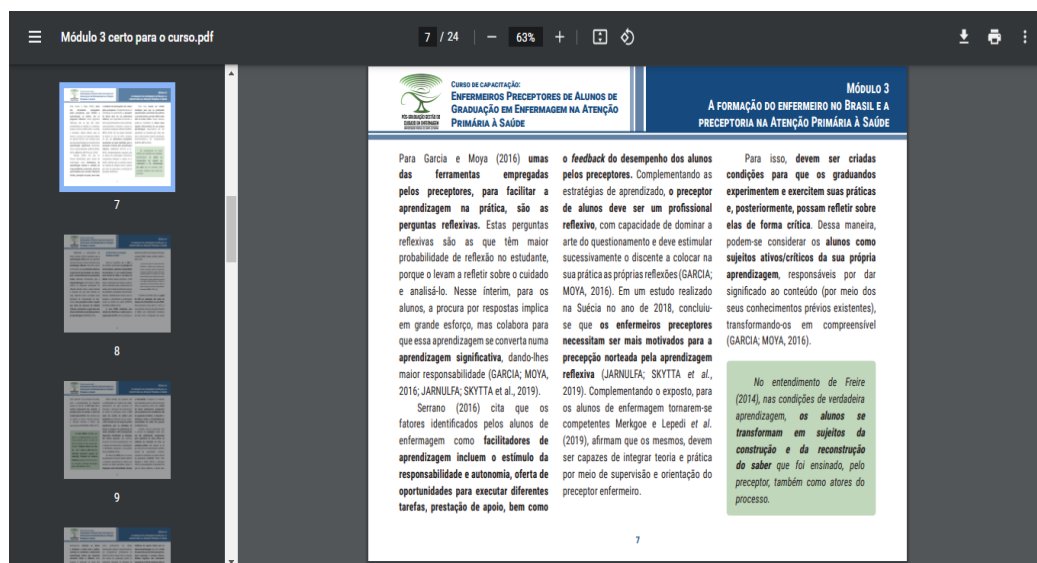 Módulo 3 certo para o curso.pdf
7 / 24
63%
7
8
9
CURSO DE CAPACITAÇÃO:
ENFERMEIROS PRECEPTORES DE ALUNOS DE
GRADUAÇÃO EM ENFERMAGEM NA ATENÇÃO
PRIMÁRIA À SAÚDE
MÓDULO 3
A FORMAÇÃO DO ENFERMEIRO NO BRASIL E A
PRECEPTORIA NA ATENÇÃO PRIMÁRIA À SAÚDE
Para Garcia e Moya (2016) umas
das ferramentas empregadas
pelos preceptores, para facilitar a
aprendizagem na prática, são as
perguntas reflexivas. Estas perguntas
reflexivas são as que têm maior
probabilidade de reflexão no estudante,
porque o levam a refletir sobre o cuidado
e analisá-lo. Nesse ínterim, para os
alunos, a procura por respostas implica
em grande esforço, mas colabora para
que essa aprendizagem se converta numa
aprendizagem significativa, dando-lhes
maior responsabilidade (GARCIA; MOYA,
2016; JARNULFA; SKYTTA et al., 2019).
Serrano (2016) cita que os
fatores identificados pelos alunos de
enfermagem como facilitadores de
aprendizagem incluem o estímulo da
responsabilidade e autonomia, oferta de
oportunidades para executar diferentes
tarefas, prestação de apoio, bem como
o feedback do desempenho dos alunos
pelos preceptores. Complementando as
estratégias de aprendizado, o preceptor
de alunos deve ser um profissional
reflexivo, com capacidade de dominar a
arte do questionamento e deve estimular
sucessivamente o discente a colocar na
sua prática as próprias reflexões (GARCIA;
MOYA, 2016). Em um estudo realizado
na Suécia no ano de 2018, concluiu-
se que os enfermeiros preceptores
necessitam ser mais motivados para a
precepção norteada pela aprendizagem
reflexiva (JARNULFA; SKYTTA et al.,
2019). Complementando o exposto, para
os alunos de enfermagem tornarem-se
competentes Merkgoe e Lepedi et al.
(2019), afirmam que os mesmos, devem
ser capazes de integrar teoria e prática
por meio de supervisão e orientação do
preceptor enfermeiro.
Para isso, devem ser criadas
condições para que os graduandos
experimentem e exercitem suas práticas
e, posteriormente, possam refletir sobre
elas de forma crítica. Dessa maneira,
podem-se considerar os alunos como
sujeitos ativos/críticos da sua própria
aprendizagem, responsáveis por dar
significado ao conteúdo (por meio dos
seus conhecimentos prévios existentes),
transformando-os em compreensível
(GARCIA; MOYA, 2016).
No entendimento de Freire
(2014), nas condições de verdadeira
aprendizagem, os alunos se
transformam em sujeitos da
construção e da reconstrução
do saber que foi ensinado, pelo
preceptor, também como atores do
processo.
7